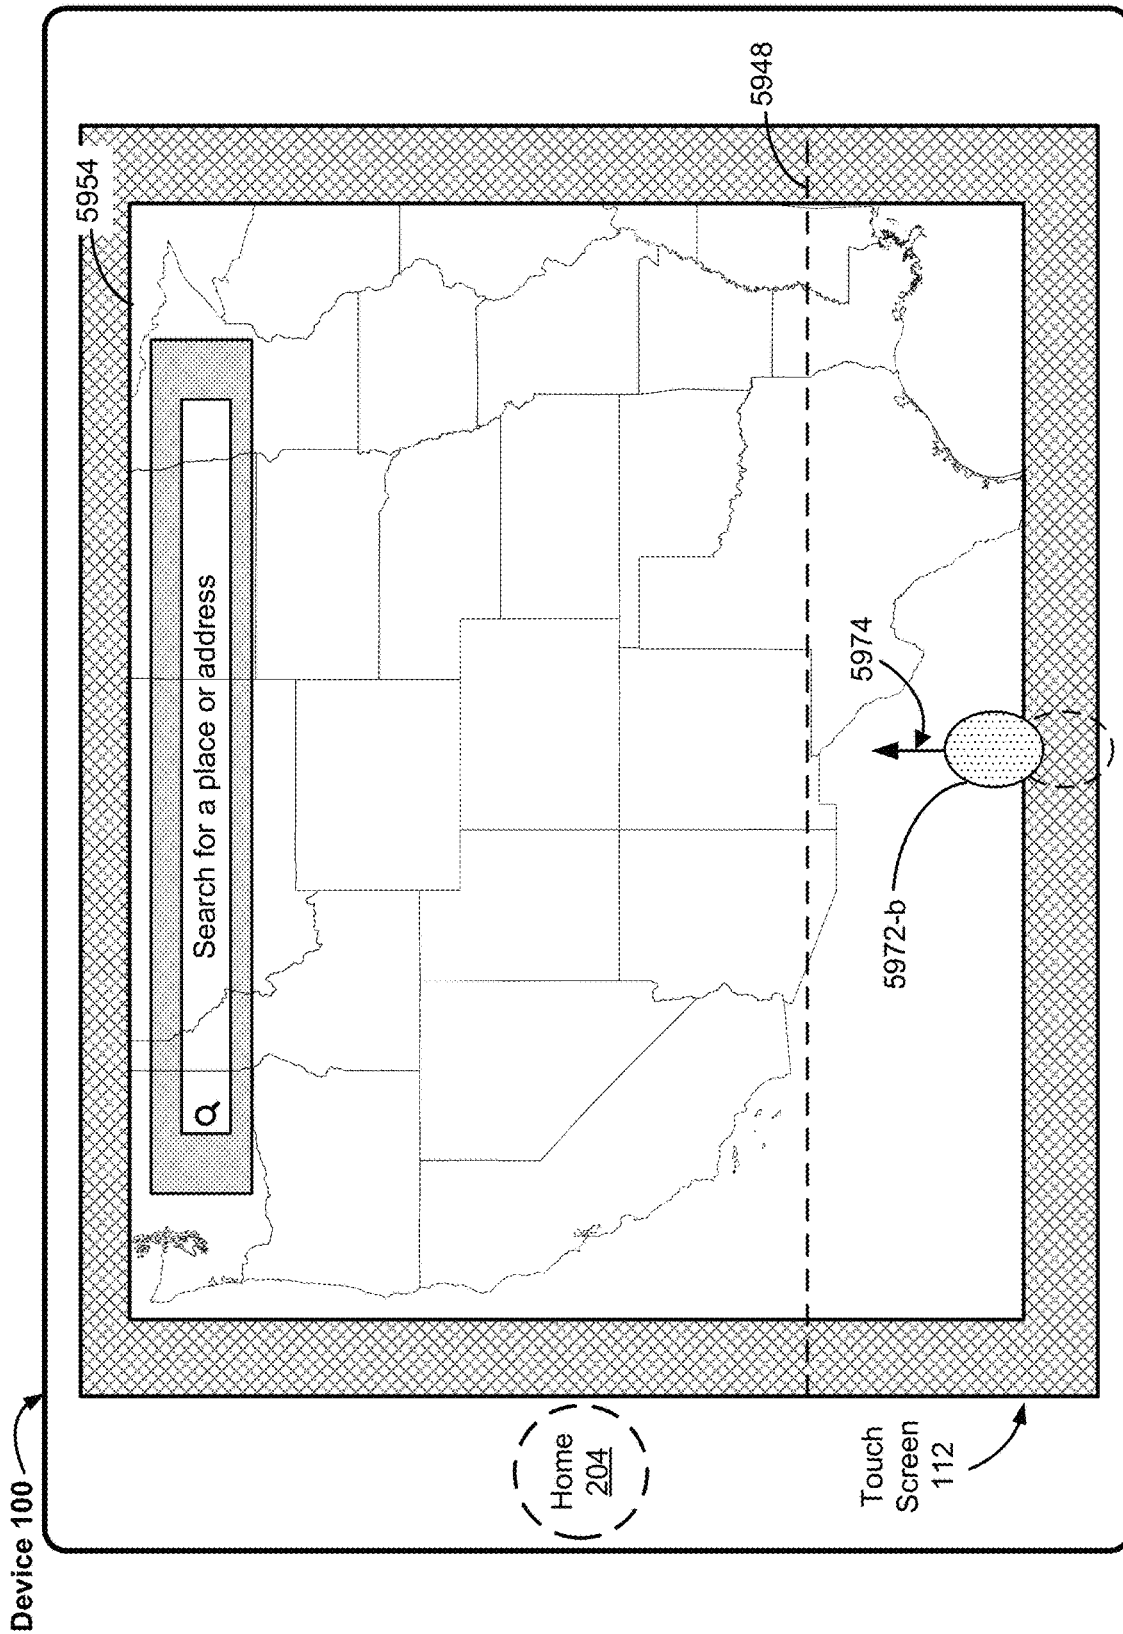 Device 100
5954
5948
Search for a place or address
5974
5972-b
Home
204
Touch
Screen
112